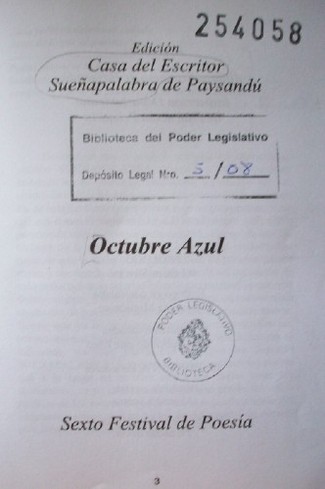 254058
Edición
Casa del Escritor
Sueñapalabra de Paysandú
Biblioteca del Poder Legislativo
Depósito Legal Nro. 5/08
Octubre Azul
PODER LEGISLATIVO
BIBLIOTECA
Sexto Festival de Poesía
3